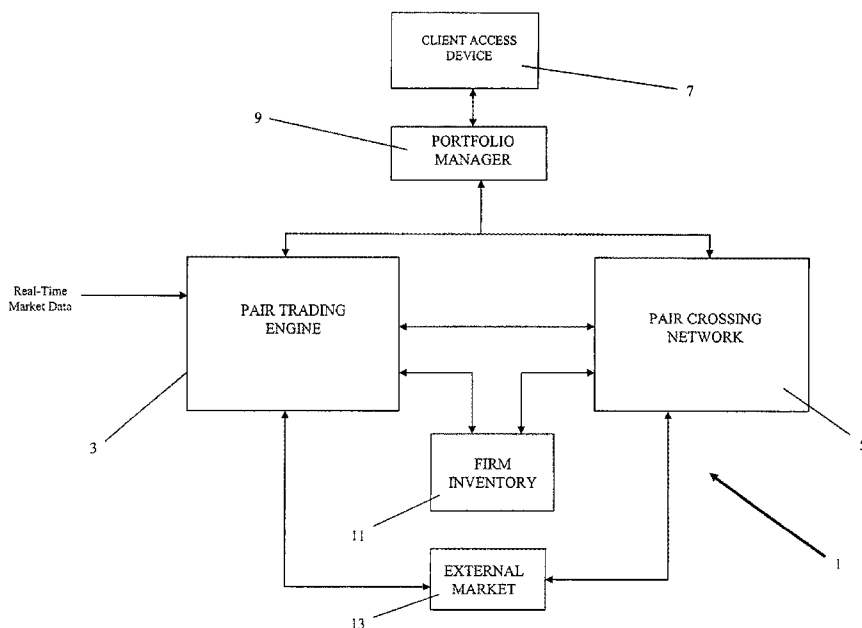 CLIENT ACCESS
DEVICE
7
9
PORTFOLIO
MANAGER
Real-Time
Market Data
PAIR TRADING
ENGINE
PAIR CROSSING
NETWORK
3
5
FIRM
INVENTORY
11
1
EXTERNAL
MARKET
13